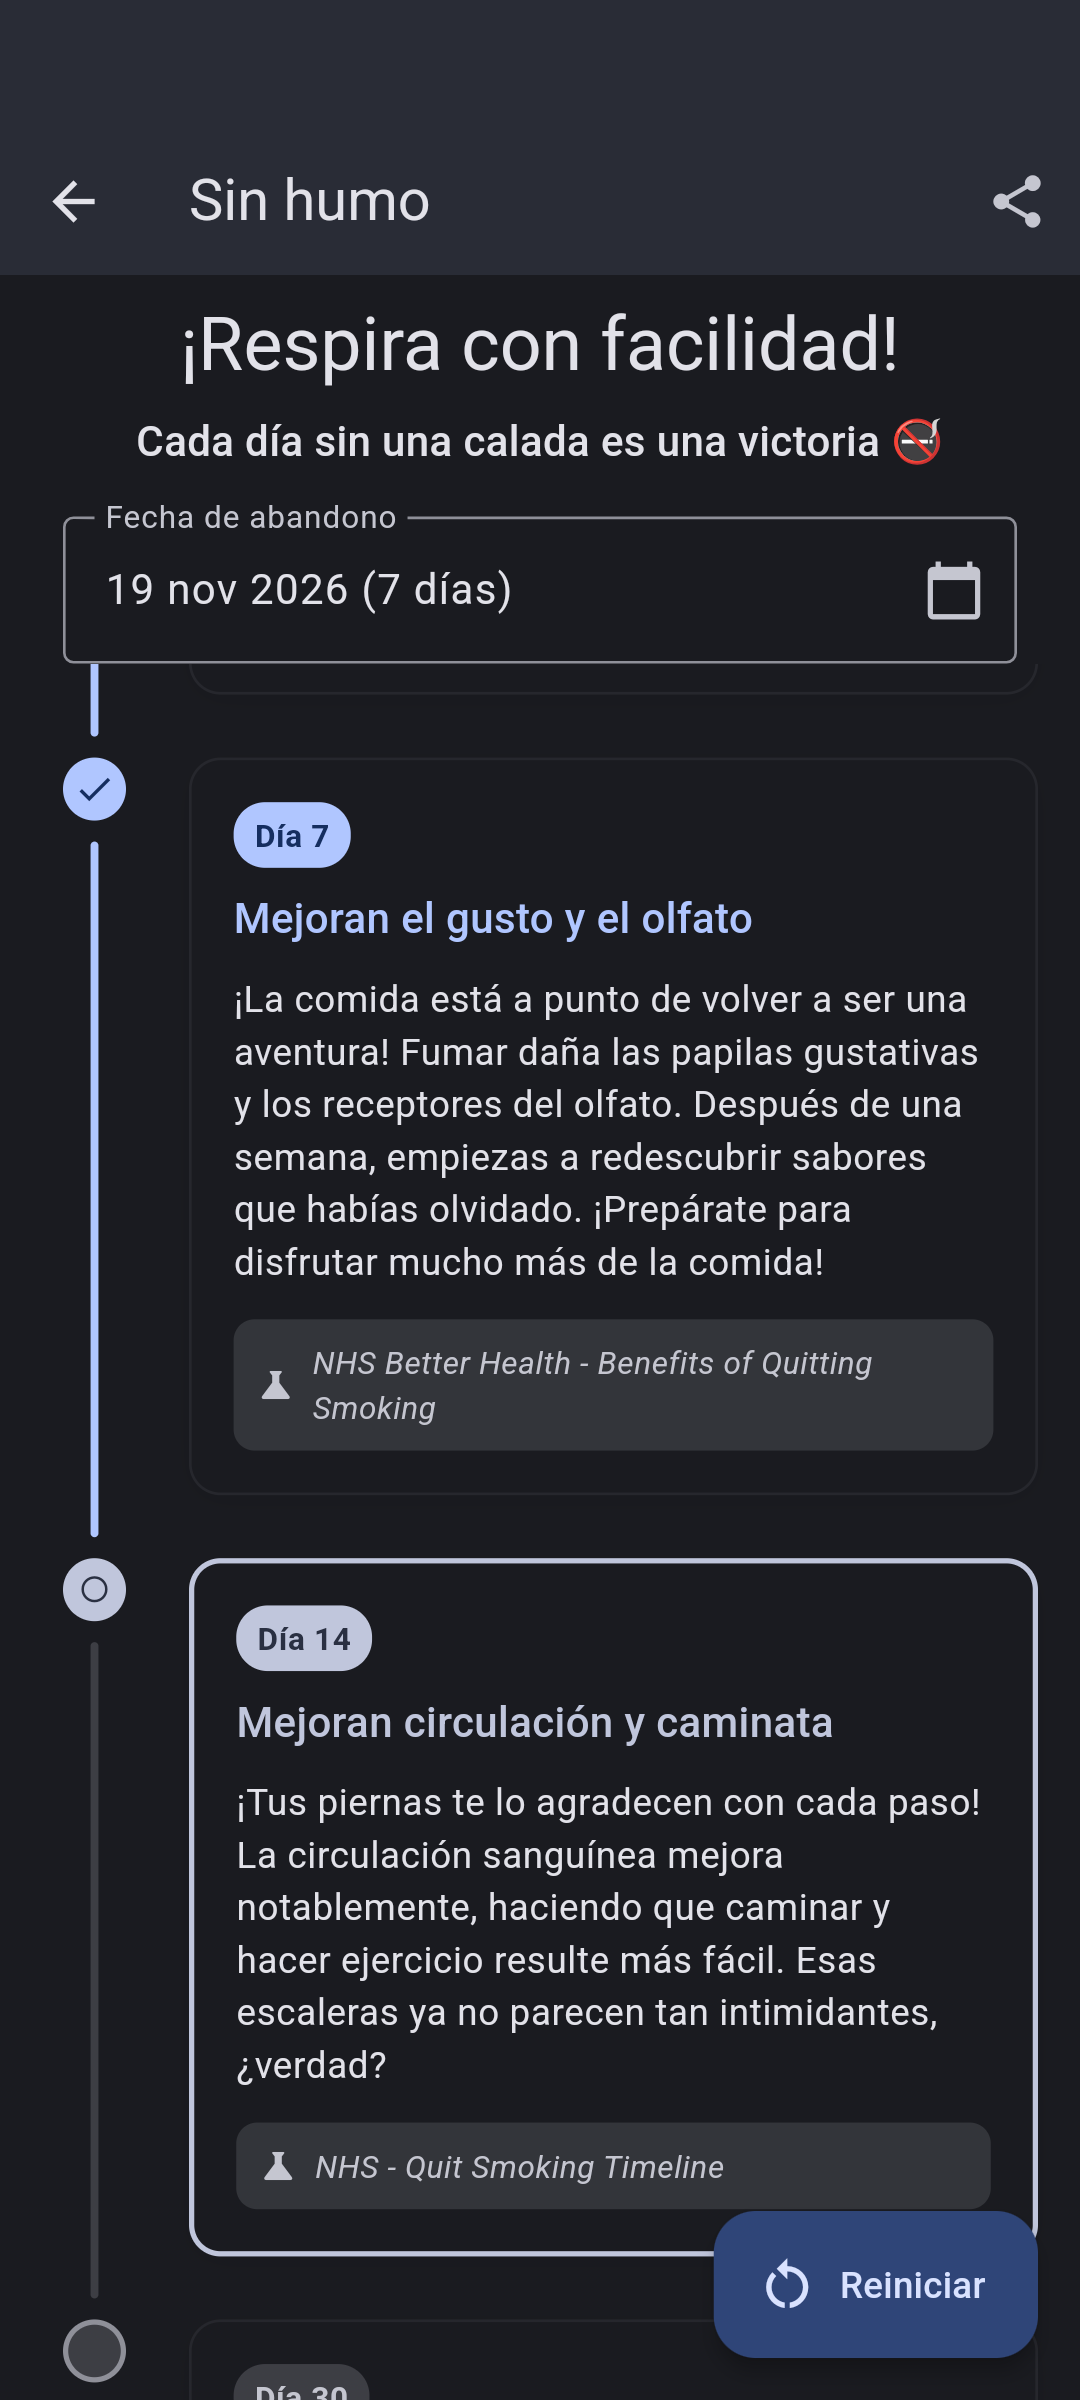 Sin humo
¡Respira con facilidad!
Cada día sin una calada es una victoria 🚭
Fecha de abandono
19 nov 2026 (7 días)
Día 7
Mejoran el gusto y el olfato
¡La comida está a punto de volver a ser una
aventura! Fumar daña las papilas gustativas
y los receptores del olfato. Después de una
semana, empiezas a redescubrir sabores
que habías olvidado. ¡Prepárate para
disfrutar mucho más de la comida!
NHS Better Health - Benefits of Quitting
Smoking
Día 14
Mejoran circulación y caminata
¡Tus piernas te lo agradecen con cada paso!
La circulación sanguínea mejora
notablemente, haciendo que caminar y
hacer ejercicio resulte más fácil. Esas
escaleras ya no parecen tan intimidantes,
¿verdad?
NHS - Quit Smoking Timeline
Reiniciar
Día 30